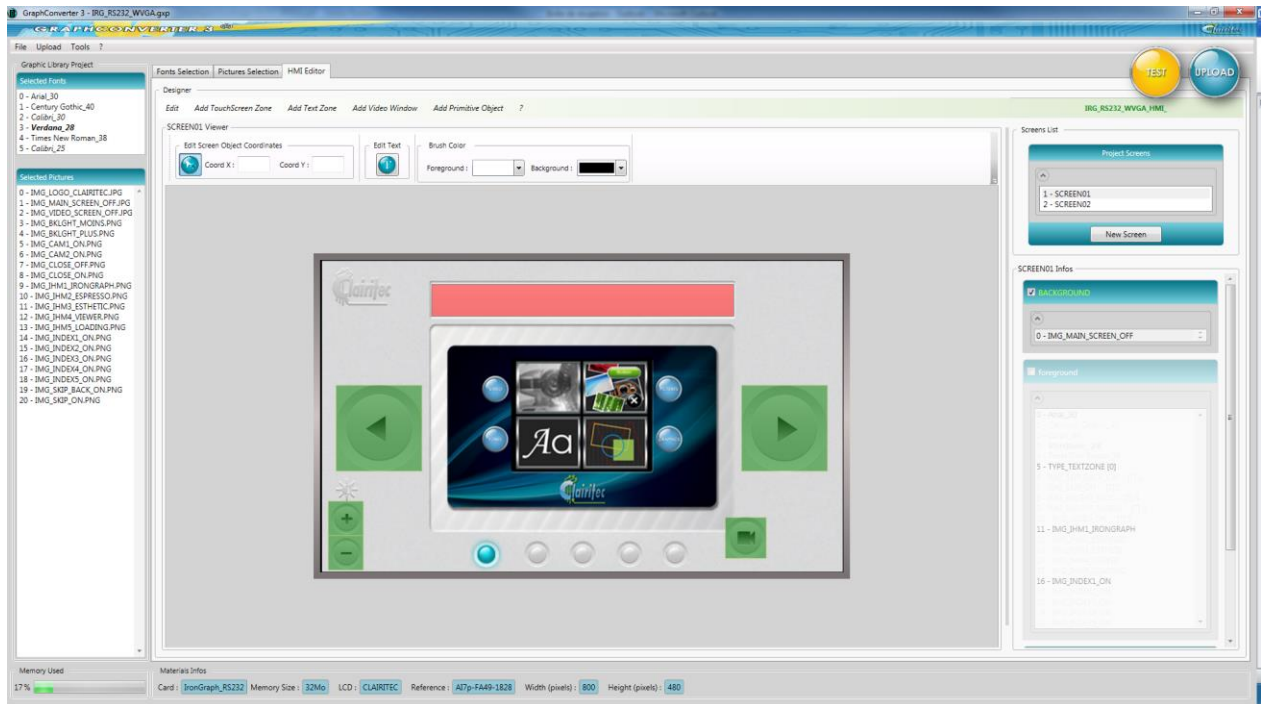 GraphConverter 3 - IRG_RS232_WVGA.gxp
GRAPHCONVERTER 3
Clairitec
File Upload Tools ?
Graphic Library Project
Selected Fonts
0 - Arial_30
1 - Century Gothic_40
2 - Calibri_30
3 - Verdana_28
4 - Times New Roman_38
5 - Calibri_25
Selected Pictures
0 - IMG_LOGO_CLAIRITEC.JPG
1 - IMG_MAIN_SCREEN_OFF.JPG
2 - IMG_VIDEO_SCREEN_OFF.JPG
3 - IMG_BKLGHT_MOINS.PNG
4 - IMG_BKLGHT_PLUS.PNG
5 - IMG_CAM1_ON.PNG
6 - IMG_CAM2_ON.PNG
7 - IMG_CLOSE_OFF.PNG
8 - IMG_CLOSE_ON.PNG
9 - IMG_IHM1_IRONGRAPH.PNG
10 - IMG_IHM2_ESPRESSO.PNG
11 - IMG_IHM3_ESTHETIC.PNG
12 - IMG_IHM4_VIEWER.PNG
13 - IMG_IHM5_LOADING.PNG
14 - IMG_INDEX1_ON.PNG
15 - IMG_INDEX2_ON.PNG
16 - IMG_INDEX3_ON.PNG
17 - IMG_INDEX4_ON.PNG
18 - IMG_INDEX5_ON.PNG
19 - IMG_SKIP_BACK_ON.PNG
20 - IMG_SKIP_ON.PNG
Memory Used
17%
Fonts Selection Pictures Selection HMI Editor
TEST UPLOAD
Designer
Edit Add TouchScreen Zone Add Text Zone Add Video Window Add Primitive Object ?
IRG_RS232_WVGA_HMI_
SCREEN01 Viewer
Edit Screen Object Coordinates
Coord X : Coord Y :
Edit Text
Brush Color
Foreground : Background :
Clairitec
Aa
Clairitec
Screens List
Project Screens
1 - SCREEN01
2 - SCREEN02
New Screen
SCREEN01 Infos
BACKGROUND
0 - IMG_MAIN_SCREEN_OFF
foreground
5 - TYPE_TEXTZONE [0]
11 - IMG_IHM1_IRONGRAPH
16 - IMG_INDEX1_ON
Materials Infos
Card : IronGraph_RS232 Memory Size : 32Mo LCD : CLAIRITEC Reference : AI7p-FA49-1828 Width (pixels) : 800 Height (pixels) : 480